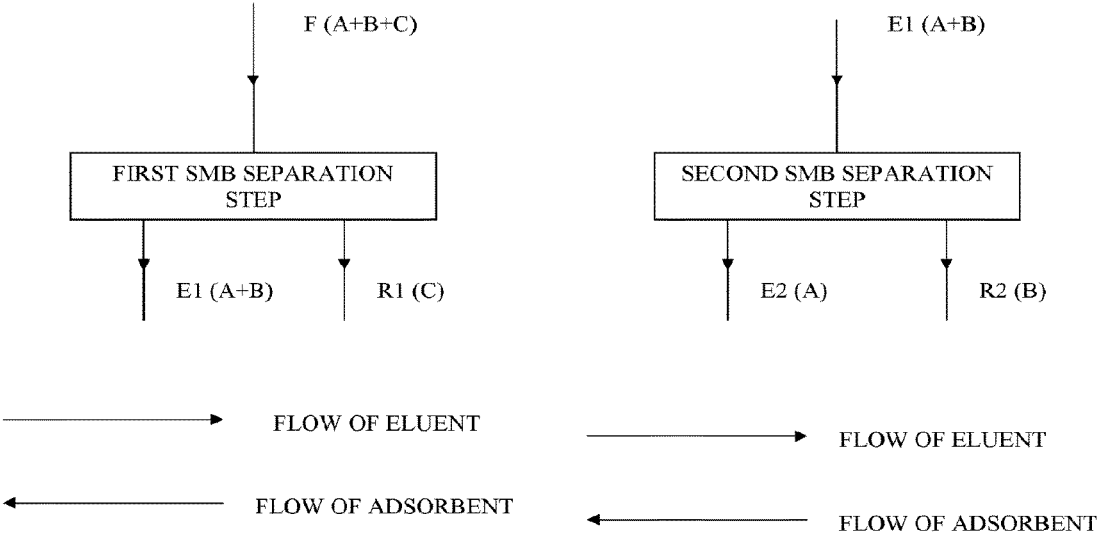 F (A+B+C)
FIRST SMB SEPARATION
STEP
E1 (A+B)
R1 (C)
FLOW OF ELUENT
FLOW OF ADSORBENT
E1 (A+B)
SECOND SMB SEPARATION
STEP
E2 (A)
R2 (B)
FLOW OF ELUENT
FLOW OF ADSORBENT